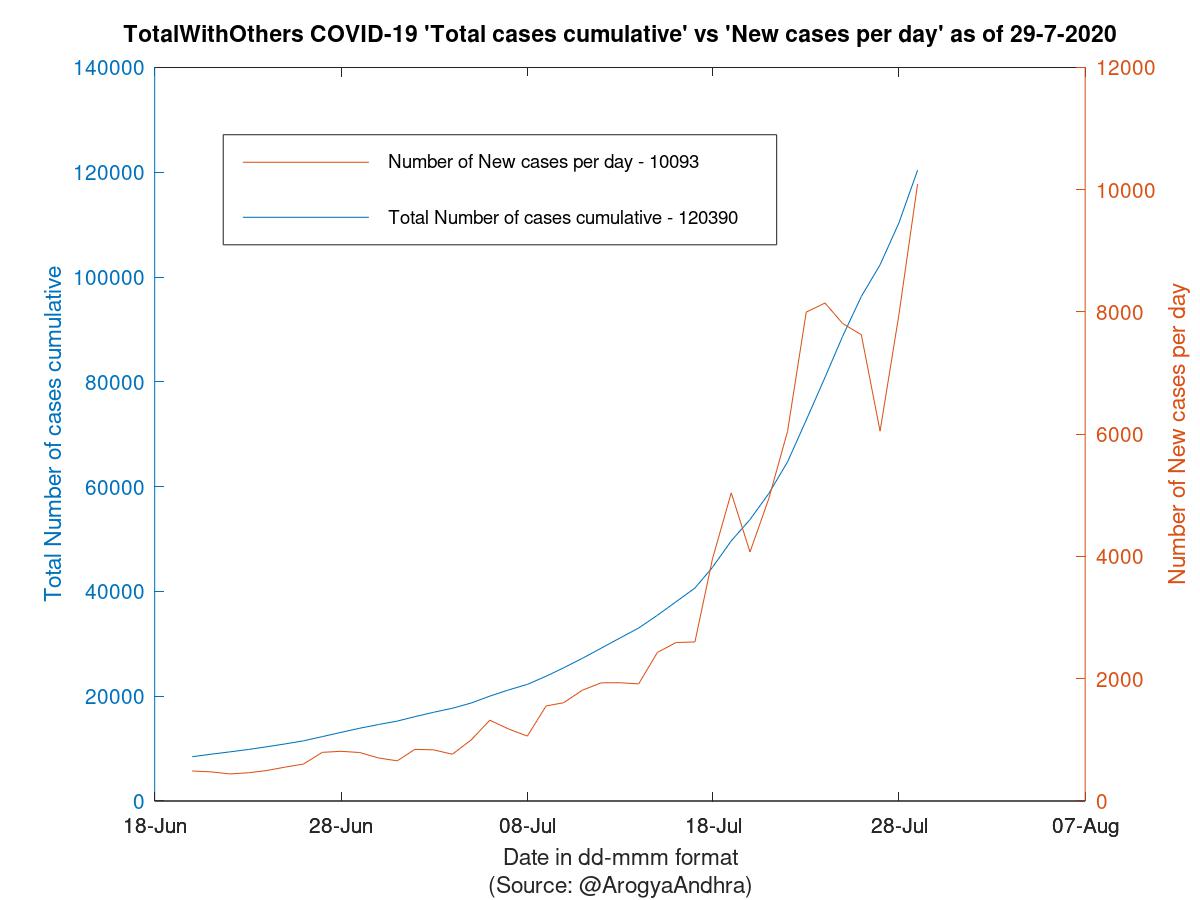 TotalWithOthers COVID-19 'Total cases cumulative' vs 'New cases per day' as of 29-7-2020
140000
120000
100000
80000
60000
40000
20000
0
Total Number of cases cumulative
12000
10000
8000
6000
4000
2000
0
Number of New cases per day
Number of New cases per day - 10093
Total Number of cases cumulative - 120390
18-Jun 28-Jun 08-Jul 18-Jul 28-Jul 07-Aug
Date in dd-mmm format
(Source: @ArogyaAndhra)